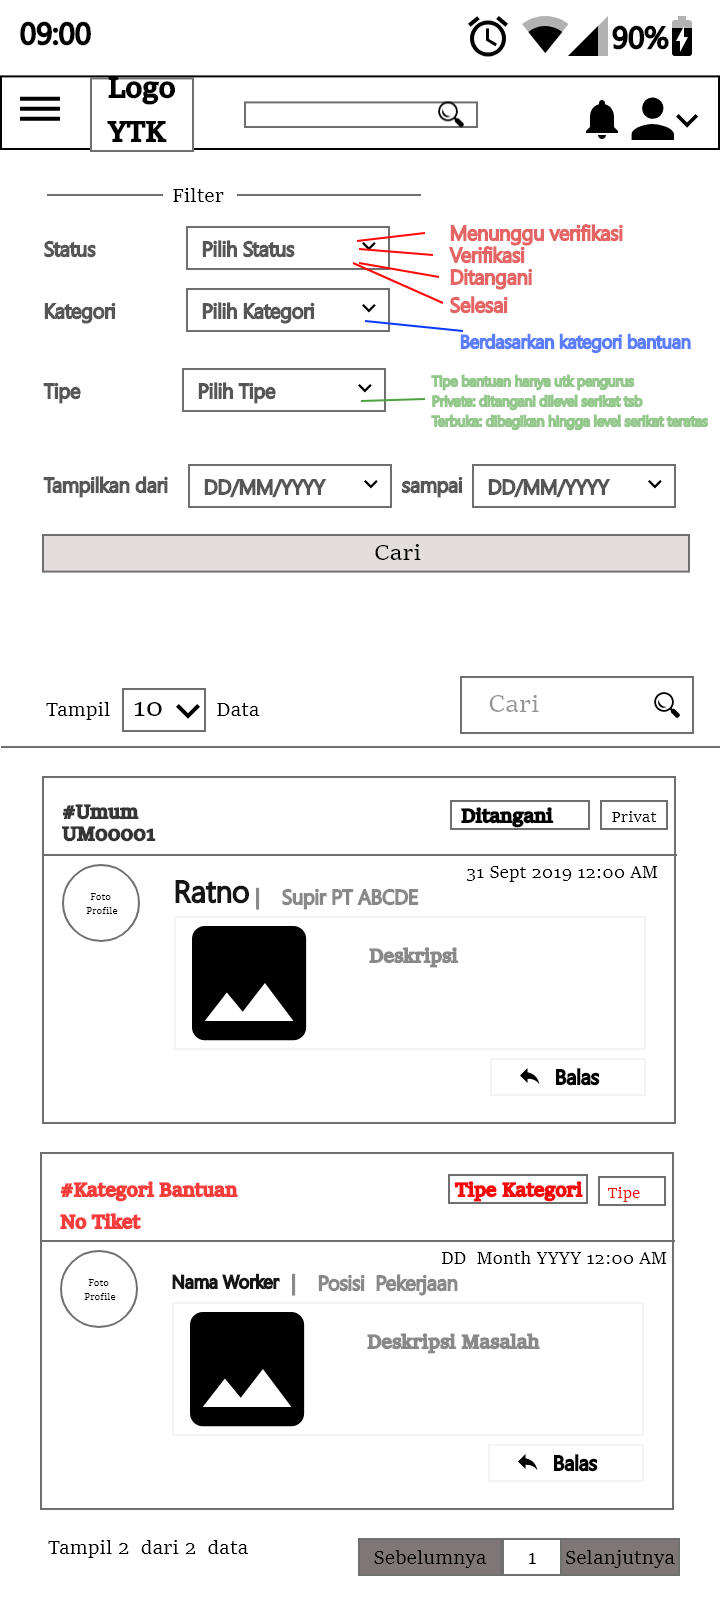 09:00
90%
Logo
YTK
Filter
Status
Pilih Status
Menunggu verifikasi
Verifikasi
Ditangani
Selesai
Kategori
Pilih Kategori
Berdasarkan kategori bantuan
Tipe
Pilih Tipe
Tipe bantuan hanya utk pengurus
Private: ditangani dilevel serikat tsb
Terbuka: dibagikan hingga level serikat teratas
Tampilkan dari DD/MM/YYYY sampai DD/MM/YYYY
Cari
Tampil 10 Data
Cari
#Umum
UM00001
Ditangani
Privat
31 Sept 2019 12:00 AM
Foto
Profile
Ratno | Supir PT ABCDE
Deskripsi
Balas
#Kategori Bantuan
No Tiket
Tipe Kategori
Tipe
DD Month YYYY 12:00 AM
Foto
Profile
Nama Worker | Posisi Pekerjaan
Deskripsi Masalah
Balas
Tampil 2 dari 2 data
Sebelumnya 1 Selanjutnya